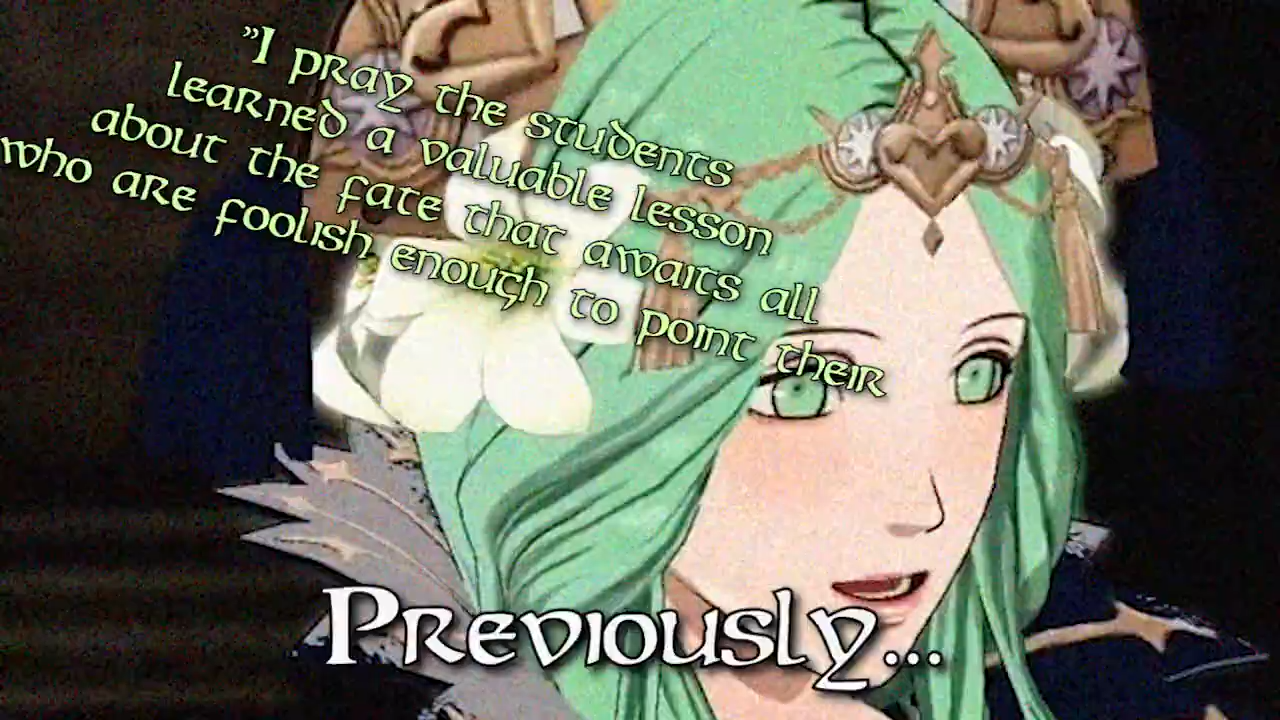 "I pray the students
learned a valuable lesson
about the fate that awaits all
who are foolish enough to point their
Previously...